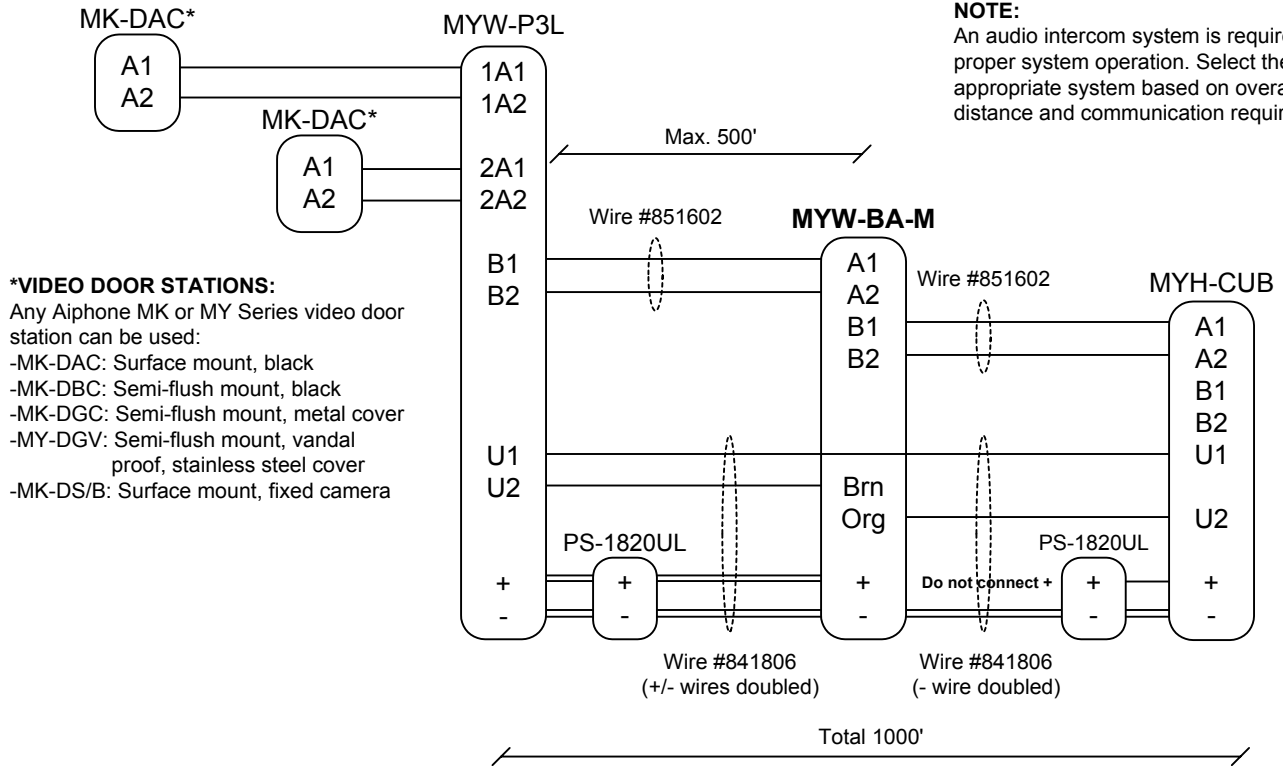 MK-DAC*
A1
A2
MYW-P3L
1A1
1A2
2A1
2A2
B1
B2
U1
U2
+
-
MK-DAC*
A1
A2
NOTE:
An audio intercom system is
proper system operation. Select
appropriate system based on
distance and communication
Max. 500'
Wire #851602
MYW-BA-M
A1
A2
B1
B2
Brn
Org
+
-
Wire #851602
MYH-CUB
A1
A2
B1
B2
U1
U2
+
-
*VIDEO DOOR STATIONS:
Any Aiphone MK or MY Series video door
station can be used:
-MK-DAC: Surface mount, black
-MK-DBC: Semi-flush mount, black
-MK-DGC: Semi-flush mount, metal cover
-MY-DGV: Semi-flush mount, vandal
proof, stainless steel cover
-MK-DS/B: Surface mount, fixed camera
PS-1820UL
+
-
Do not connect +
PS-1820UL
+
-
Wire #841806
(+/- wires doubled)
Wire #841806
(- wire doubled)
Total 1000'